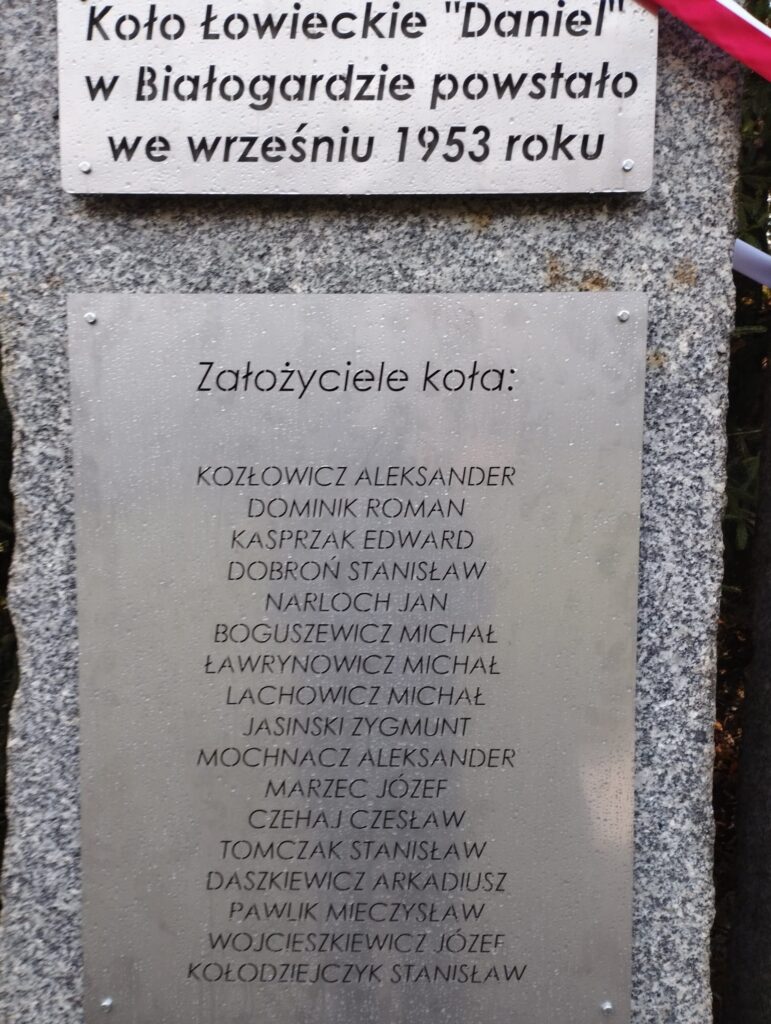 Koło Łowieckie "Daniel"
w Białogardzie powstało
we wrześniu 1953 roku
Założyciele koła:
KOZŁOWICZ ALEKSANDER
DOMINIK ROMAN
KASPRZAK EDWARD
DOBROŃ STANISŁAW
NARLOCH JAN
BOGUSZEWICZ MICHAŁ
ŁAWRYNOWICZ MICHAŁ
LACHOWICZ MICHAŁ
JASINSKI ZYGMUNT
MOCHNACZ ALEKSANDER
MARZEC JÓZEF
CZEHAJ CZESŁAW
TOMCZAK STANISŁAW
DASZKIEWICZ ARKADIUSZ
PAWLIK MIECZYSŁAW
WOJCIESZKIEWICZ JÓZEF
KOŁODZIEJCZYK STANISŁAW